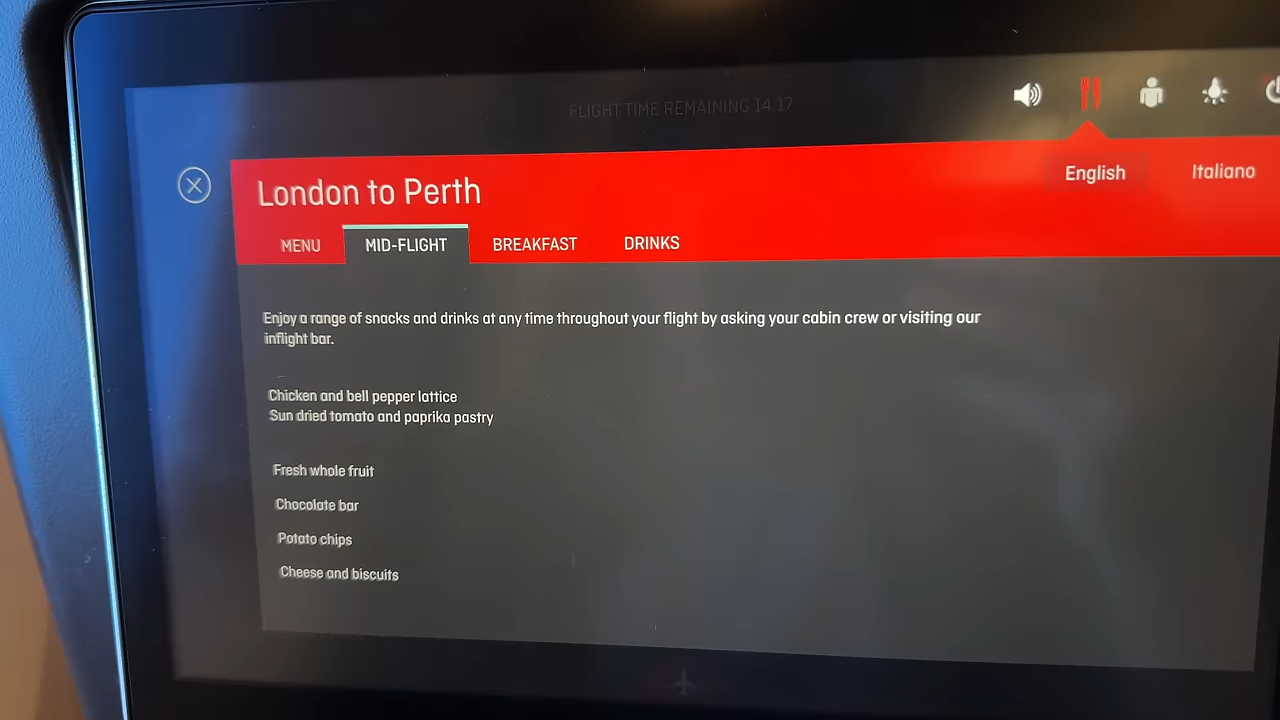 FLIGHT TIME REMAINING 14:17
English Italiano
London to Perth
MENU MID-FLIGHT BREAKFAST DRINKS
Enjoy a range of snacks and drinks at any time throughout your flight by asking your cabin crew or visiting our
inflight bar.
Chicken and bell pepper lattice
Sun dried tomato and paprika pastry
Fresh whole fruit
Chocolate bar
Potato chips
Cheese and biscuits